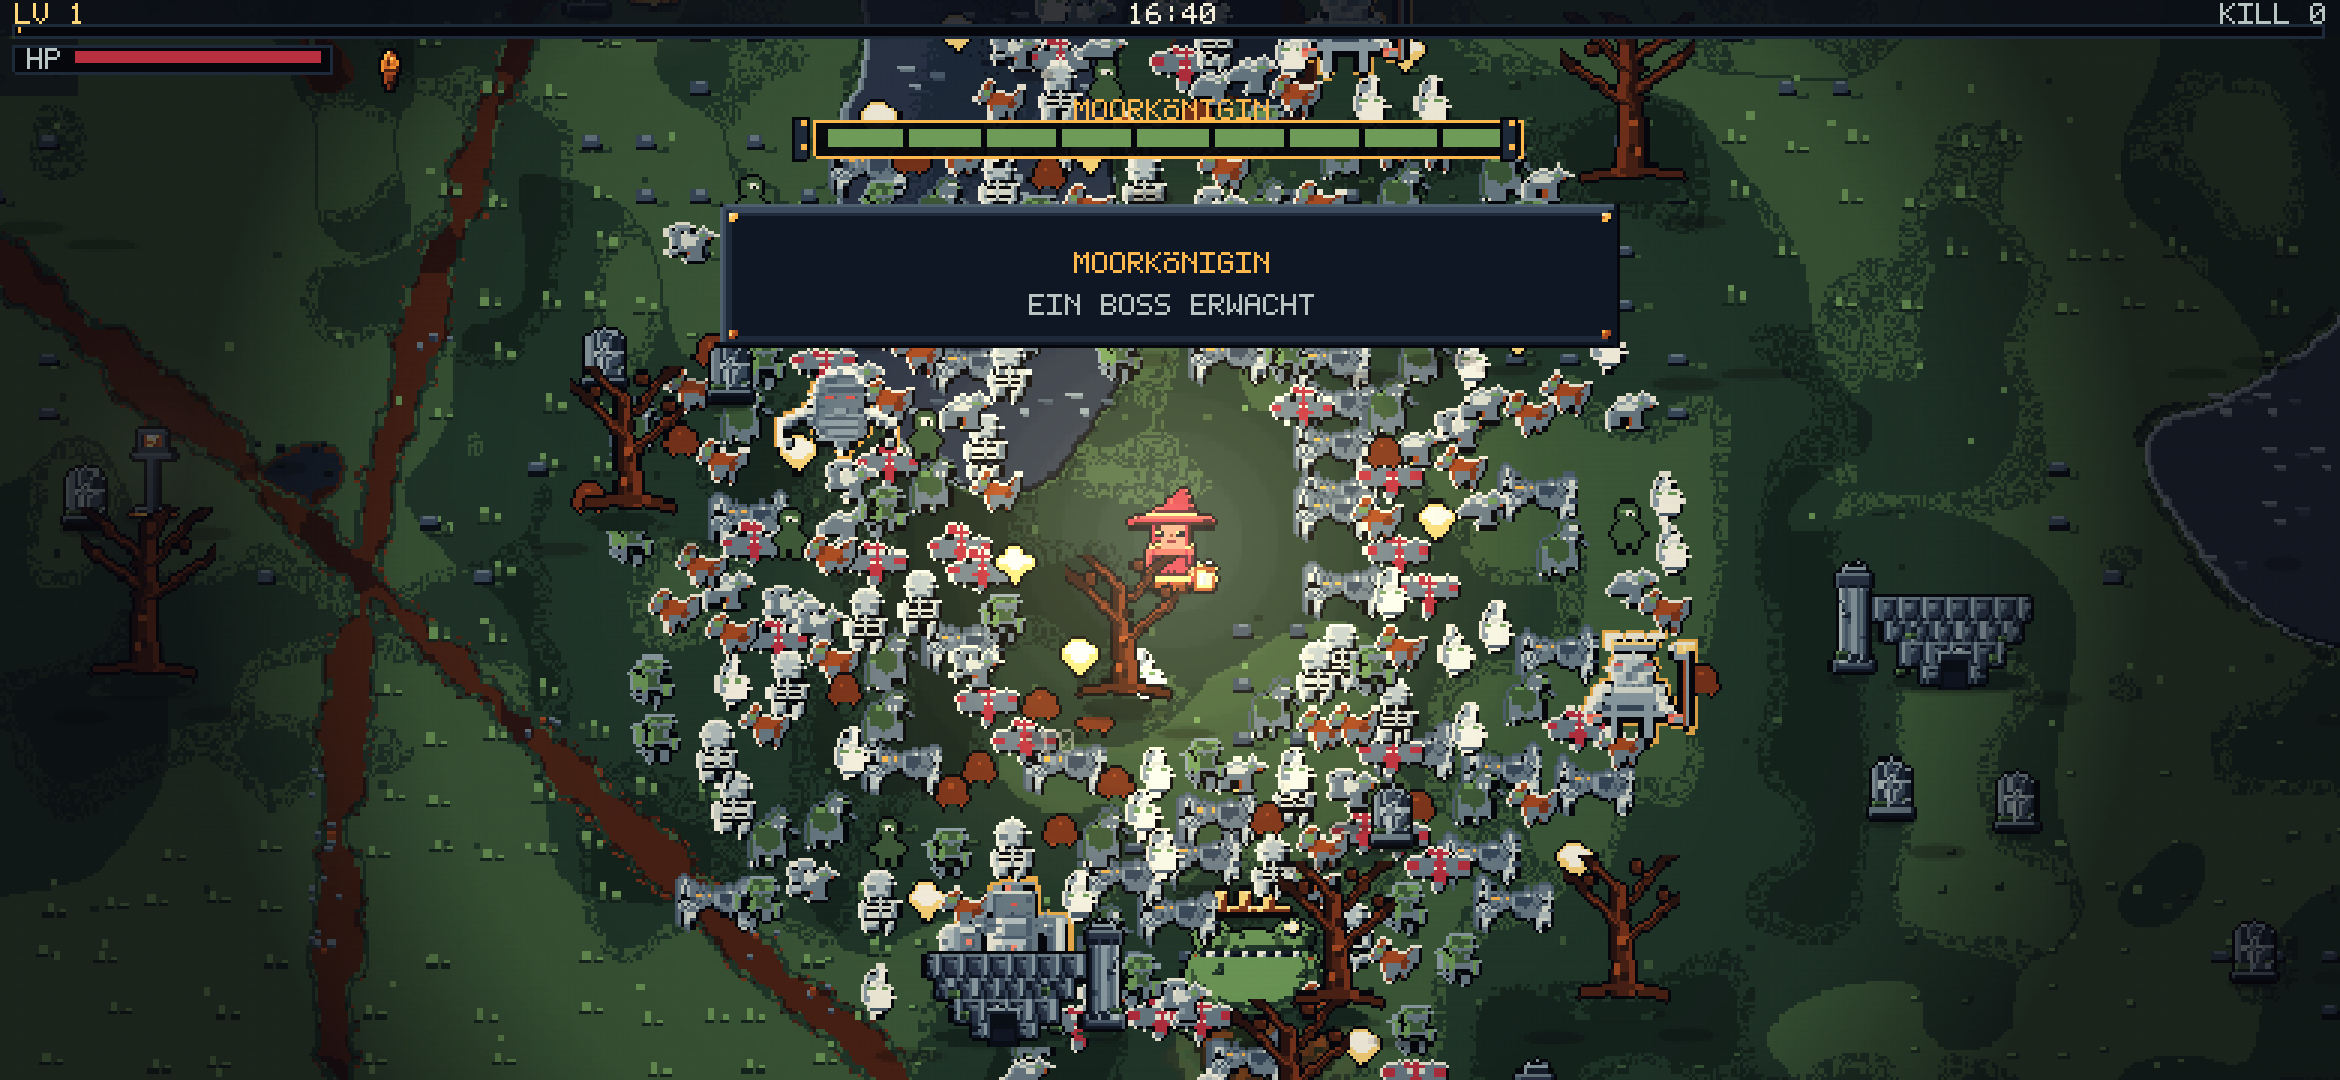 LV 1
16:40
KILL 0
HP
MOORKöNIGIN
MOORKöNIGIN
EIN BOSS ERWACHT